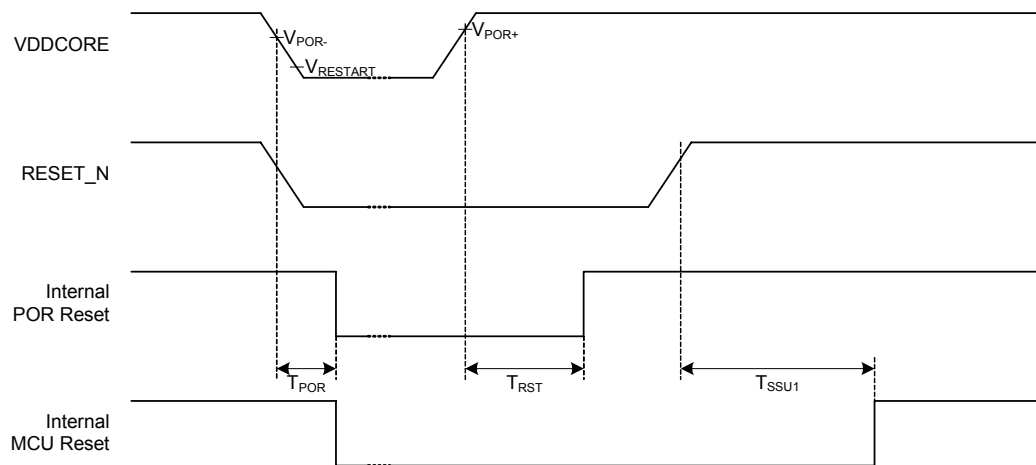 VDDCORE
VPOR-
VPOR+
VRESTART
RESET_N
Internal
POR Reset
TPOR
TRST
TSSU1
Internal
MCU Reset